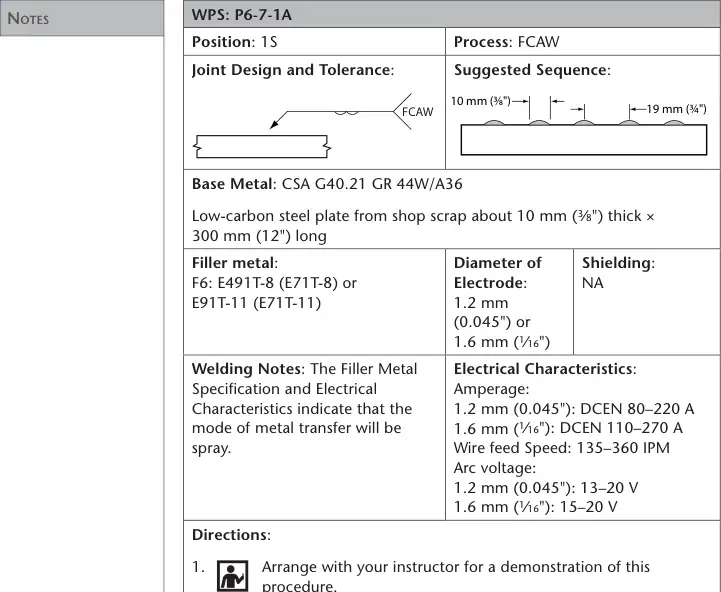 NOTES
WPS: P6-7-1A
Position: 1S
Process: FCAW
Joint Design and Tolerance:
FCAW
Suggested Sequence:
10 mm (⅜")
19 mm (¾")
Base Metal: CSA G40.21 GR 44W/A36
Low-carbon steel plate from shop scrap about 10 mm (⅜") thick ×
300 mm (12") long
Filler metal:
F6: E491T-8 (E71T-8) or
E91T-11 (E71T-11)
Diameter of
Electrode:
1.2 mm
(0.045") or
1.6 mm (1⁄16")
Shielding:
NA
Welding Notes: The Filler Metal
Specification and Electrical
Characteristics indicate that the
mode of metal transfer will be
spray.
Electrical Characteristics:
Amperage:
1.2 mm (0.045"): DCEN 80–220 A
1.6 mm (1⁄16"): DCEN 110–270 A
Wire feed Speed: 135–360 IPM
Arc voltage:
1.2 mm (0.045"): 13–20 V
1.6 mm (1⁄16"): 15–20 V
Directions:
1. Arrange with your instructor for a demonstration of this
procedure.